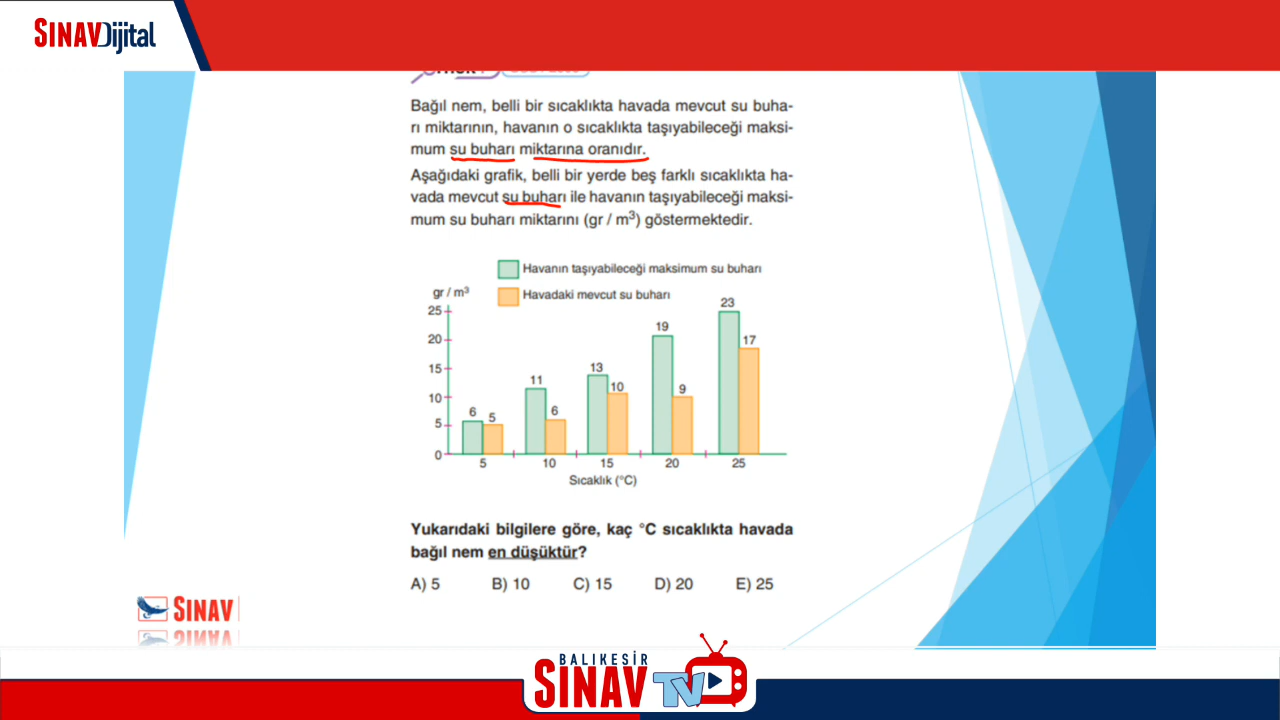 SINAVDijital
Bağıl nem, belli bir sıcaklıkta havada mevcut su buha-
rı miktarının, havanın o sıcaklıkta taşıyabileceği maksi-
mum su buharı miktarına oranıdır.
Aşağıdaki grafik, belli bir yerde beş farklı sıcaklıkta ha-
vada mevcut su buharı ile havanın taşıyabileceği maksi-
mum su buharı miktarını (gr / m³) göstermektedir.
Havanın taşıyabileceği maksimum su buharı
Havadaki mevcut su buharı
gr / m³
25
20
15
10
5
0
6 5
11 6
13 10
19 9
23 17
5 10 15 20 25
Sıcaklık (°C)
Yukarıdaki bilgilere göre, kaç °C sıcaklıkta havada
bağıl nem en düşüktür?
A) 5 B) 10 C) 15 D) 20 E) 25
SINAV
BALIKESİR
SINAV TV